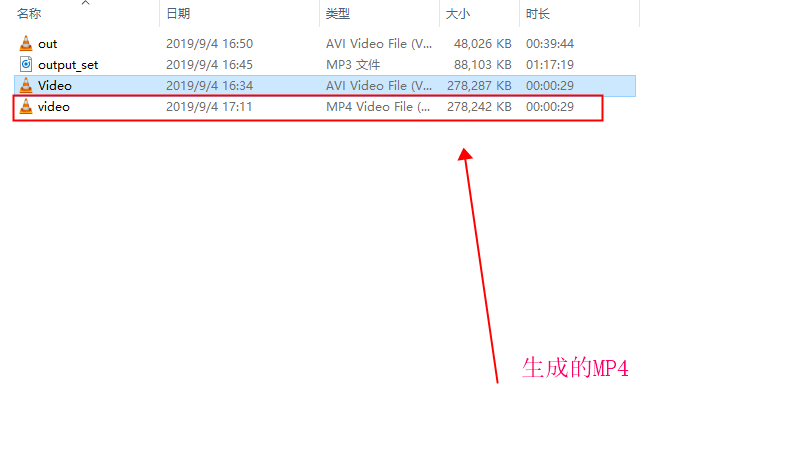 名称 日期 类型 大小 时长
out 2019/9/4 16:50 AVI Video File (V... 48,026 KB 00:39:44
output_set 2019/9/4 16:45 MP3 文件 88,103 KB 01:17:19
Video 2019/9/4 16:34 AVI Video File (V... 278,287 KB 00:00:29
video 2019/9/4 17:11 MP4 Video File (... 278,242 KB 00:00:29
生成的MP4